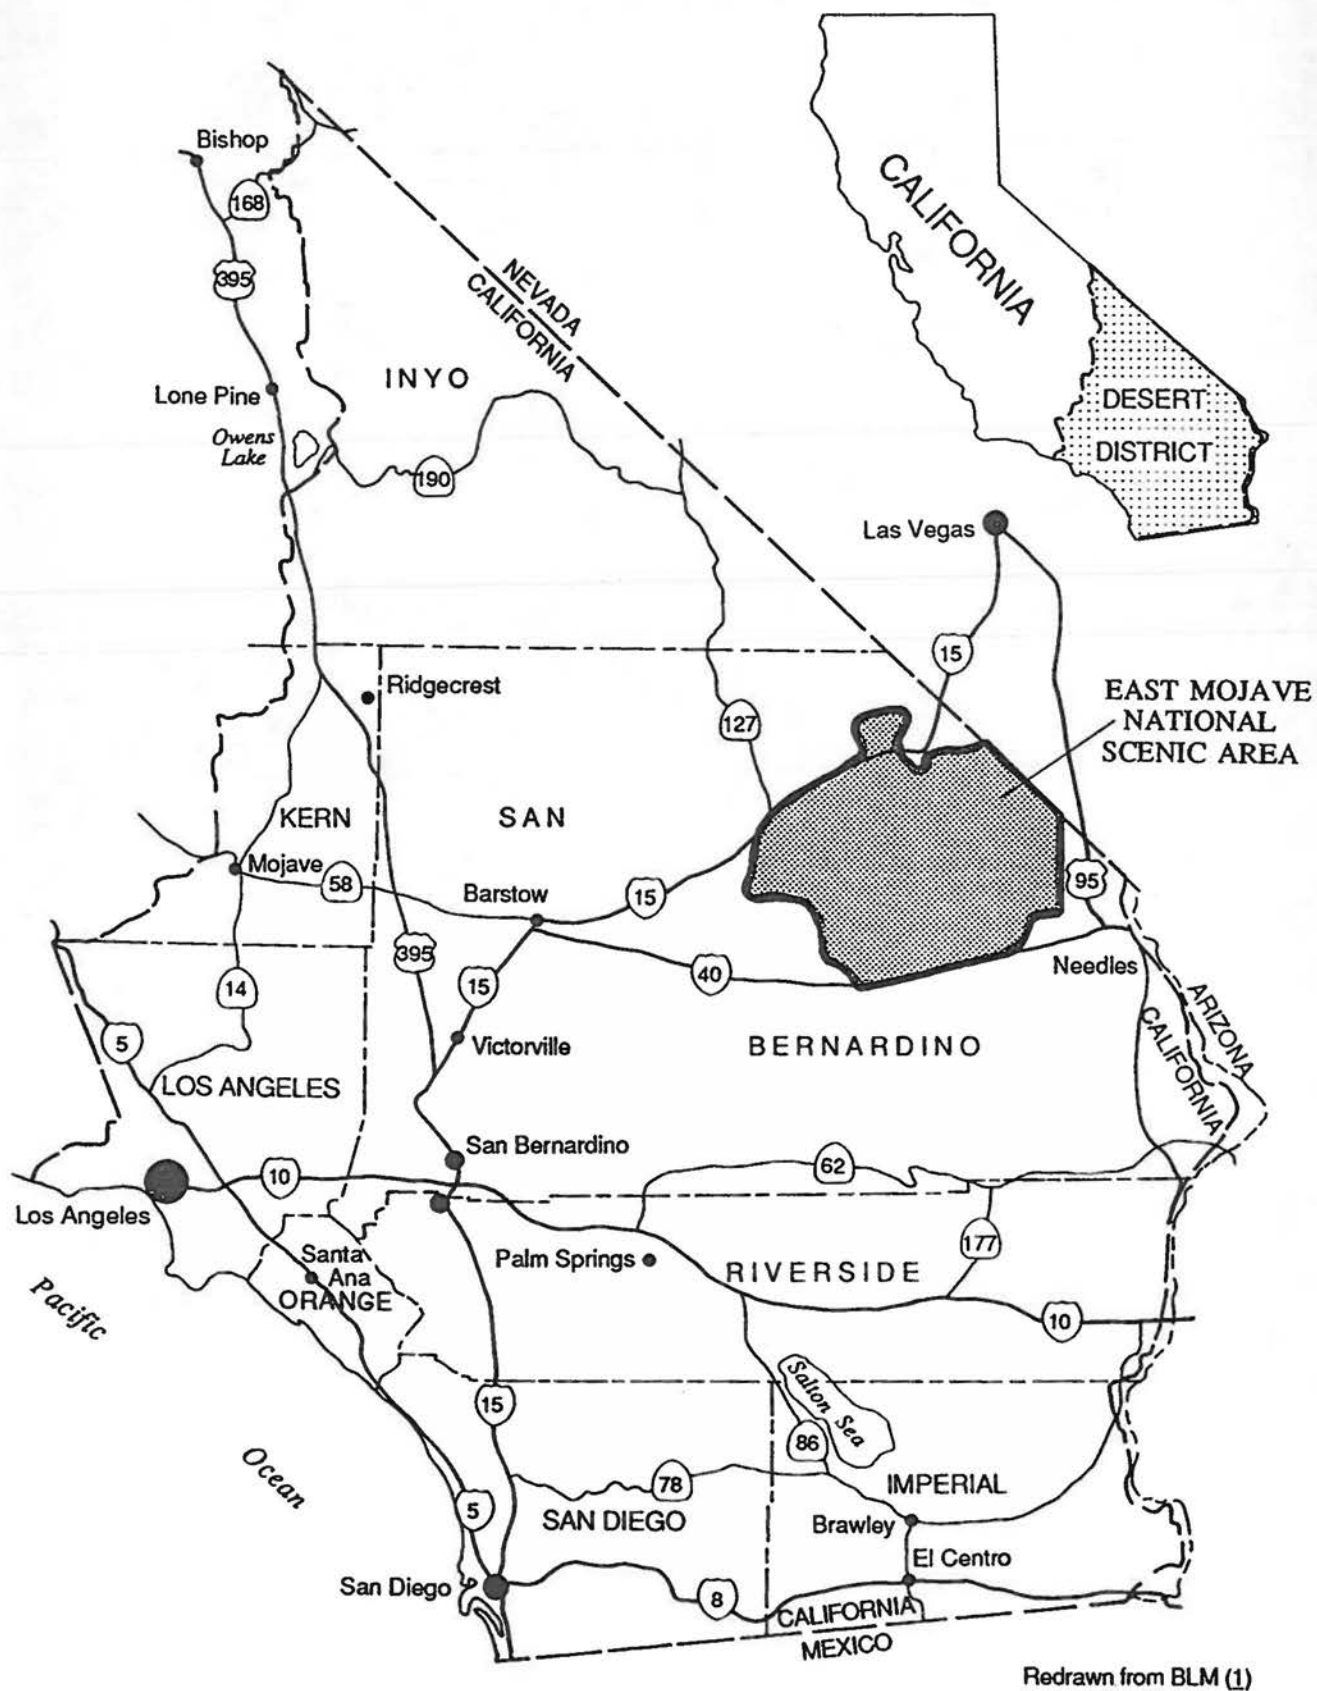 Bishop
168
395
NEVADA
CALIFORNIA
CALIFORNIA
DESERT
DISTRICT
INYO
Lone Pine
Owens
Lake
190
Las Vegas
15
Ridgecrest
127
EAST MOJAVE
NATIONAL
SCENIC AREA
KERN
SAN
Mojave
58
Barstow
15
95
395
15
40
Needles
14
5
Victorville
BERNARDINO
ARIZONA
CALIFORNIA
LOS ANGELES
San Bernardino
10
62
Los Angeles
177
Santa
Ana
ORANGE
Palm Springs
RIVERSIDE
Pacific
10
15
Salton Sea
86
Ocean
78
IMPERIAL
5
SAN DIEGO
Brawley
El Centro
San Diego
8
CALIFORNIA
MEXICO
Redrawn from BLM (1)